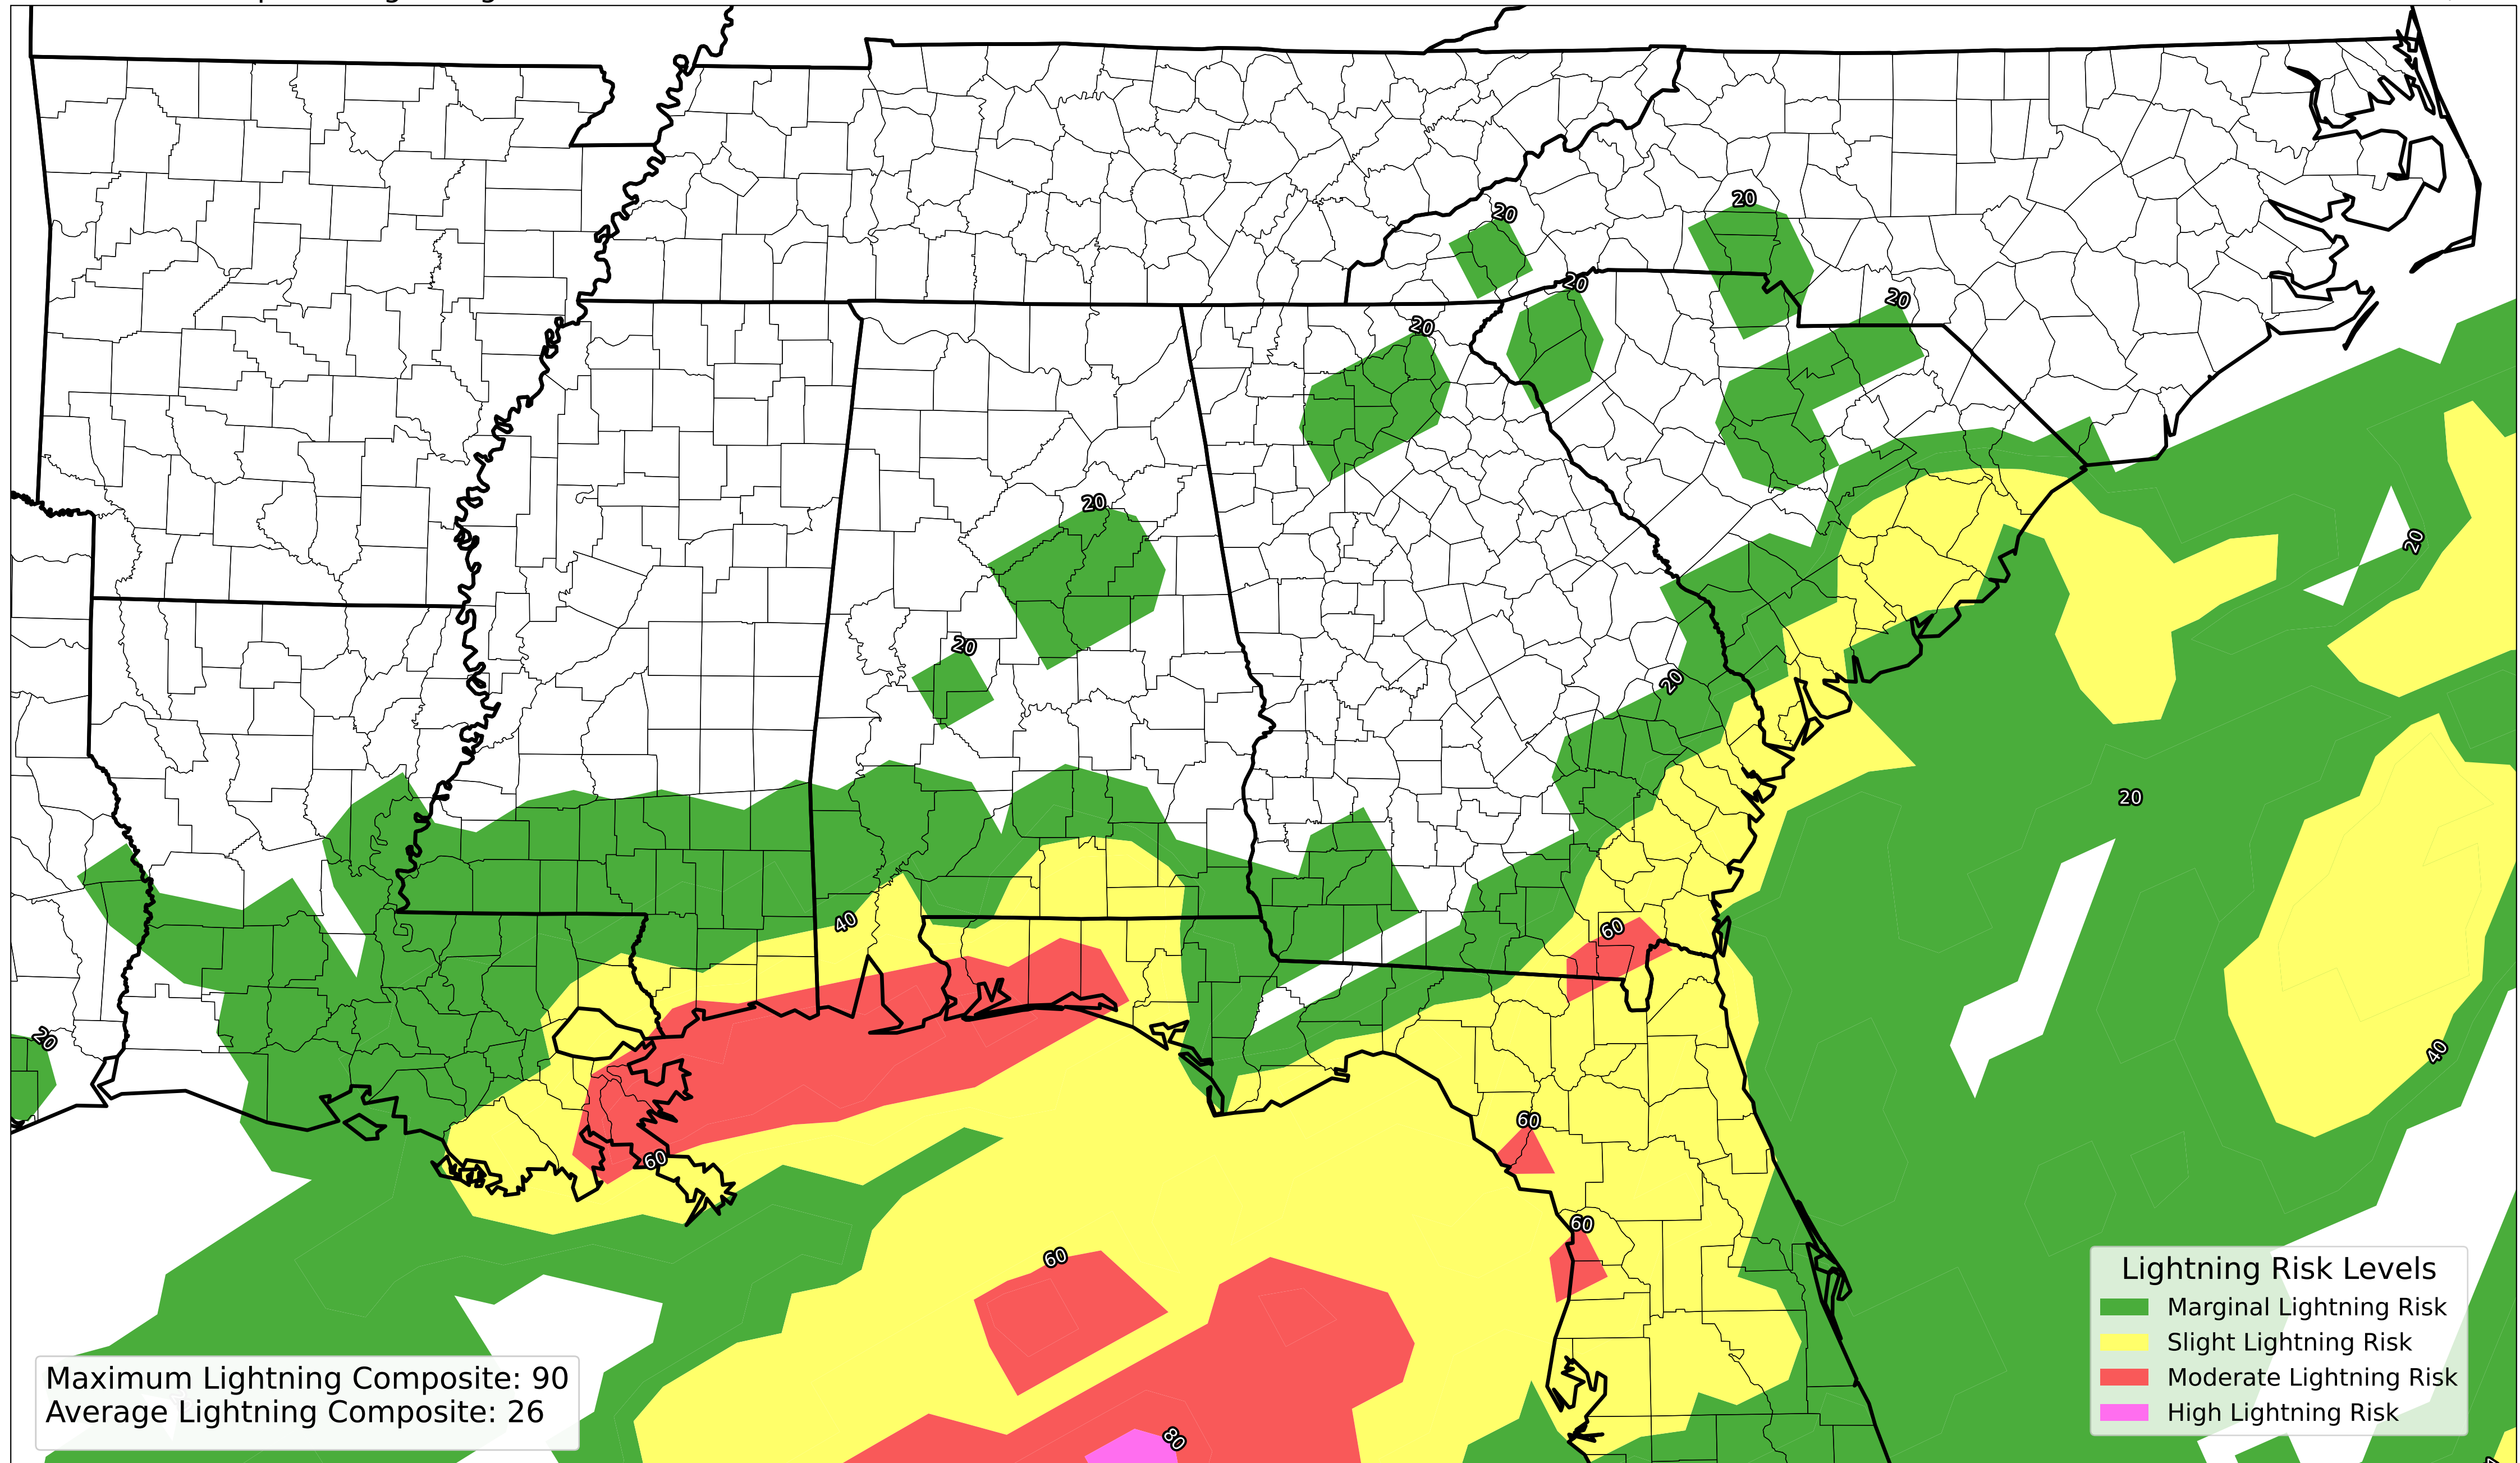 20
20
20
20
20
20
20
20
20
20
40
60
20
40
60
60
60
60
80
Lightning Risk Levels
Marginal Lightning Risk
Slight Lightning Risk
Moderate Lightning Risk
High Lightning Risk
Maximum Lightning Composite: 90
Average Lightning Composite: 26